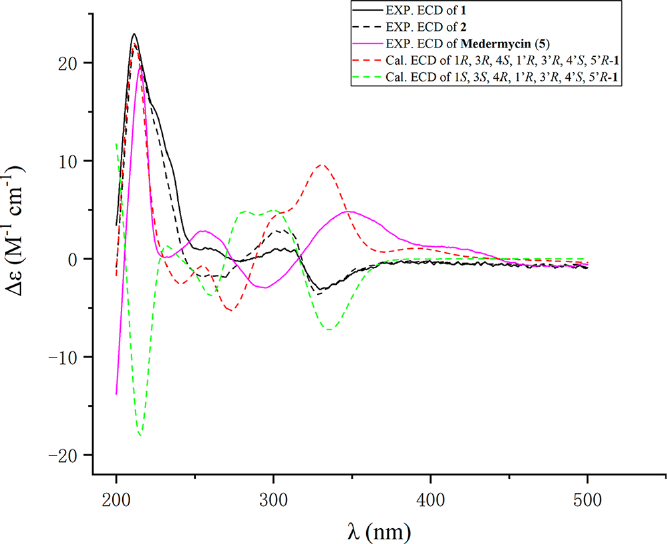 EXP. ECD of 1
EXP. ECD of 2
EXP. ECD of Medermycin (5)
Cal. ECD of 1R, 3R, 4S, 1'R, 3'R, 4'S, 5'R-1
Cal. ECD of 1S, 3S, 4R, 1'R, 3'R, 4'S, 5'R-1
20
10
0
-10
-20
Δε (M-1 cm-1)
200
300
400
500
λ (nm)